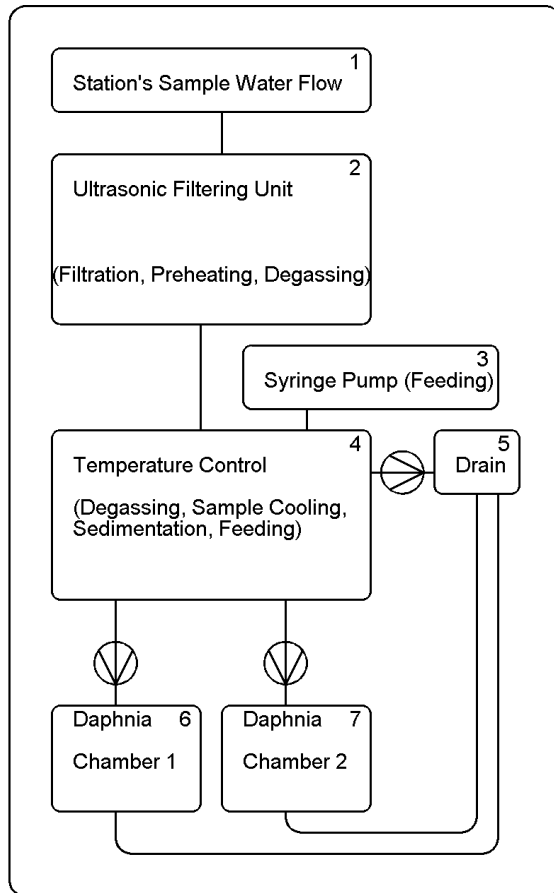 1
Station's Sample Water Flow
2
Ultrasonic Filtering Unit
(Filtration, Preheating, Degassing)
3
Syringe Pump (Feeding)
4
Temperature Control
(Degassing, Sample Cooling,
Sedimentation, Feeding)
5
Drain
Daphnia 6
Chamber 1
Daphnia 7
Chamber 2